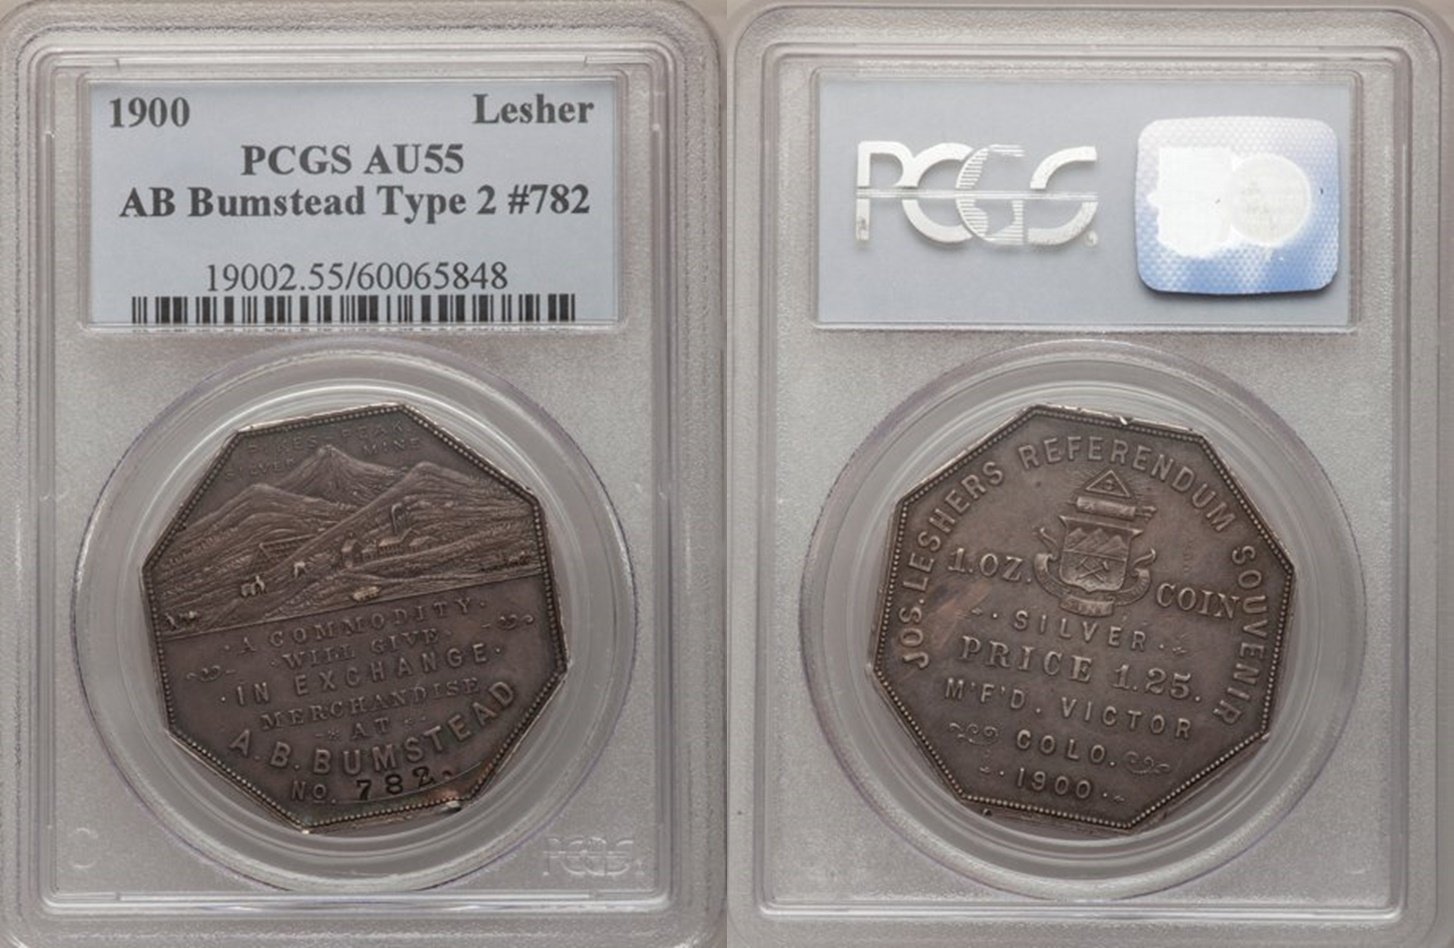 1900 Lesher
PCGS AU55
AB Bumstead Type 2 #782
19002.55/60065848
SILVER MINE
A COMMODITY
WILL GIVE
IN EXCHANGE
MERCHANDISE
AT
A.B.BUMSTEAD
No. 782.
PCGS
PCGS
JOS.LESHERS REFERENDUM SOUVENIR
1.OZ. COIN
SILVER
PRICE 1.25.
M'F'D. VICTOR
COLO.
1900